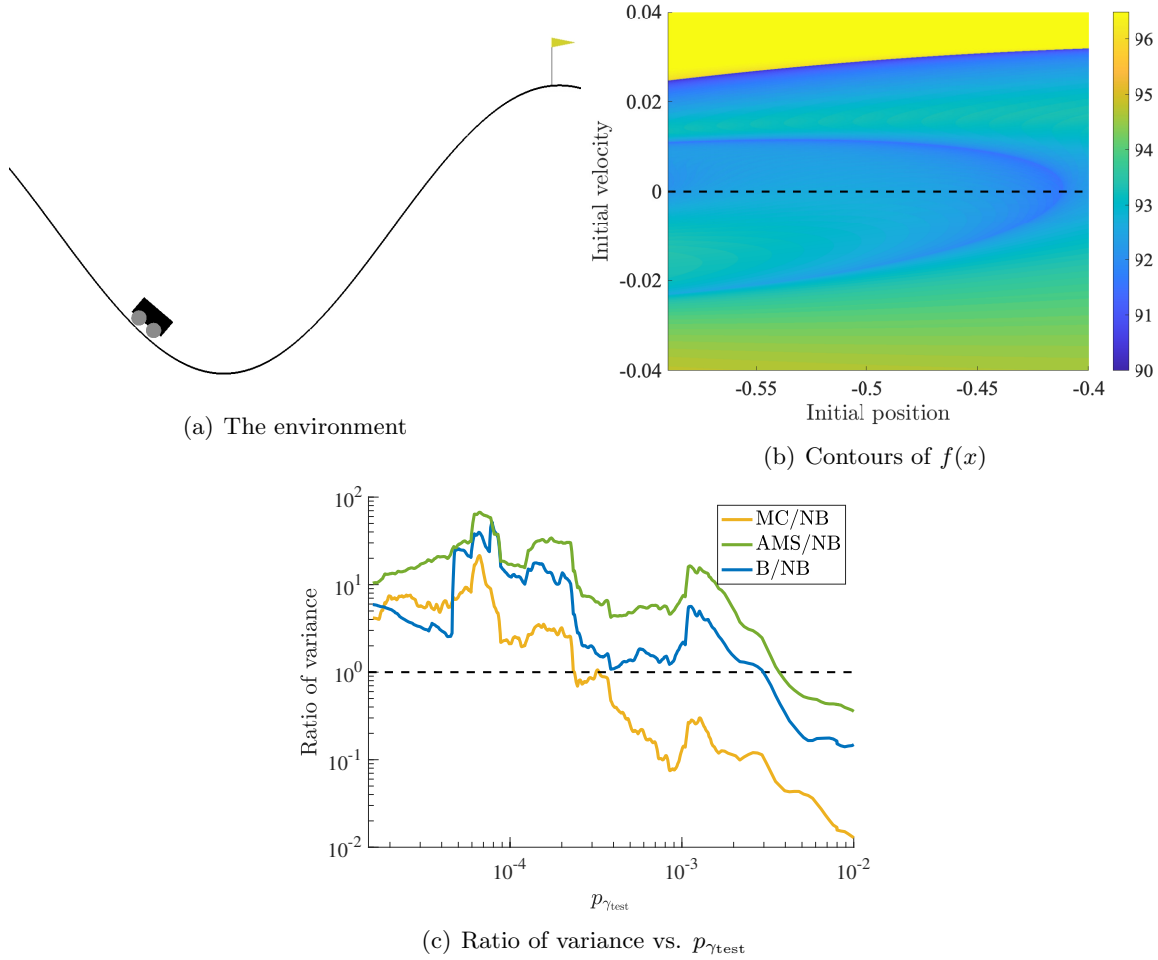 (a) The environment
0.04
0.02
0
-0.02
-0.04
Initial velocity
-0.55
-0.5
-0.45
-0.4
Initial position
96
95
94
93
92
91
90
(b) Contours of f(x)
10^2
10^1
10^0
10^-1
10^-2
Ratio of variance
MC/NB
AMS/NB
B/NB
10^-4
10^-3
10^-2
p_γ_test
(c) Ratio of variance vs. p_γ_test